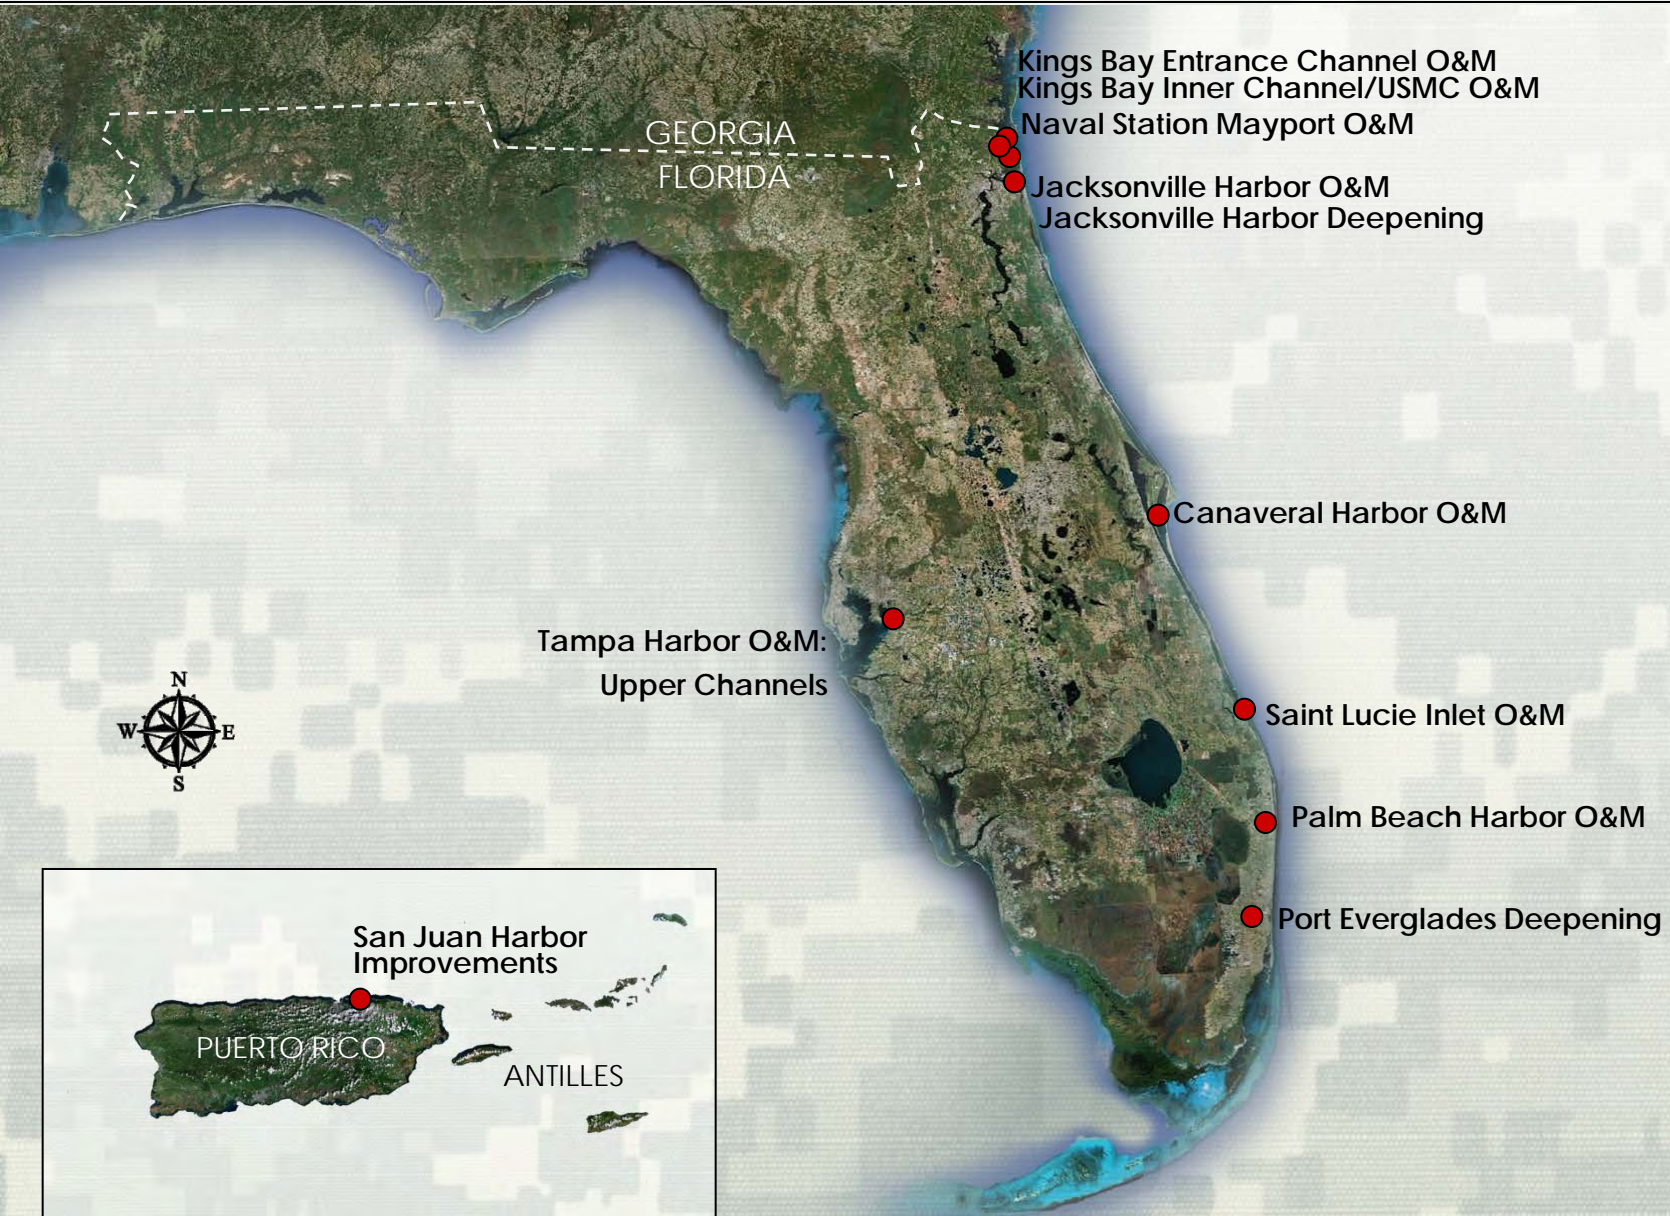 Kings Bay Entrance Channel O&M
Kings Bay Inner Channel/USMC O&M
Naval Station Mayport O&M
GEORGIA
FLORIDA
Jacksonville Harbor O&M
Jacksonville Harbor Deepening
Canaveral Harbor O&M
Tampa Harbor O&M:
Upper Channels
N
W
E
S
Saint Lucie Inlet O&M
Palm Beach Harbor O&M
Port Everglades Deepening
San Juan Harbor
Improvements
PUERTO RICO
ANTILLES